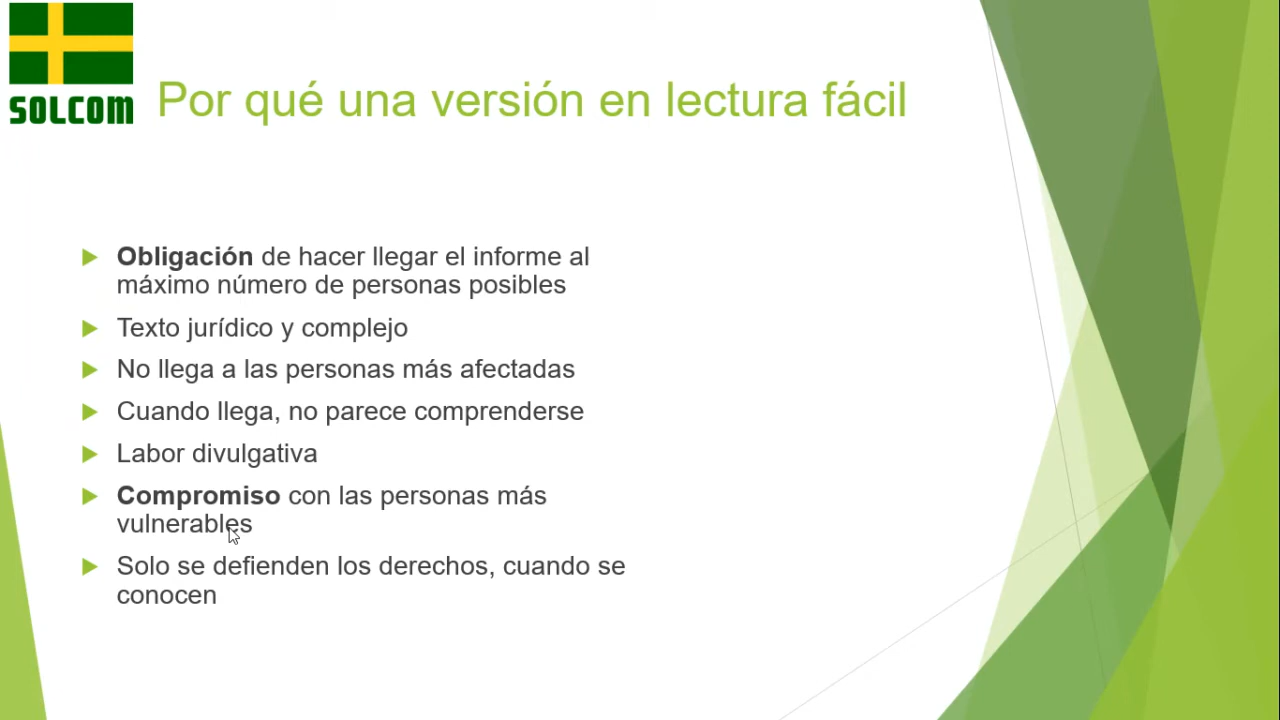 SOLCOM
Por qué una versión en lectura fácil
Obligación de hacer llegar el informe al
máximo número de personas posibles
Texto jurídico y complejo
No llega a las personas más afectadas
Cuando llega, no parece comprenderse
Labor divulgativa
Compromiso con las personas más
vulnerables
Solo se defienden los derechos, cuando se
conocen